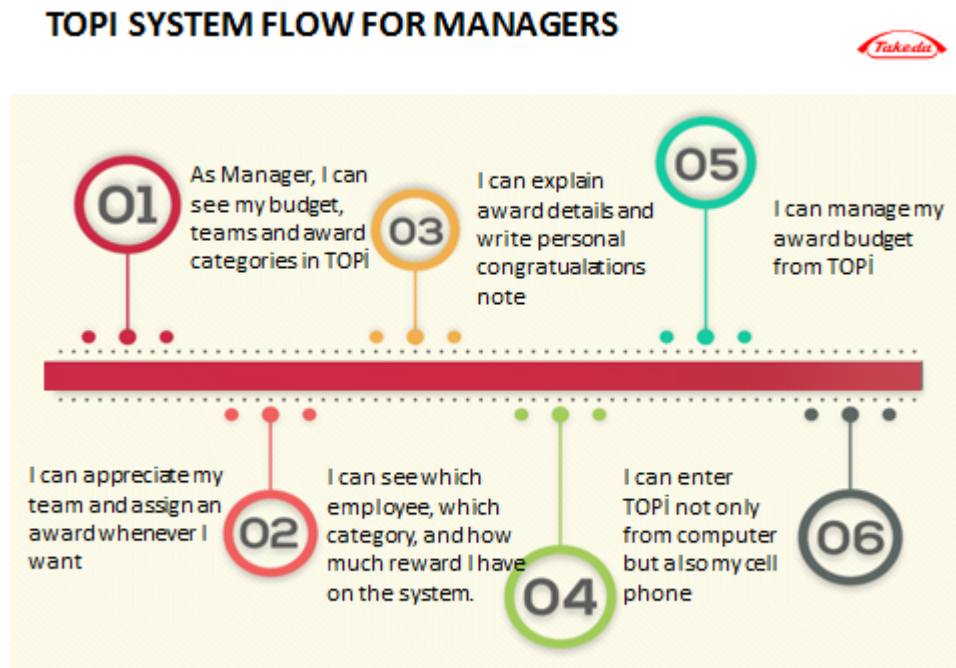 TOPI SYSTEM FLOW FOR MANAGERS
Takeda
01
As Manager, I can
see my budget,
teams and award
categories in TOPİ
03
I can explain
award details and
write personal
congratualations
note
05
I can manage my
award budget
from TOPİ
I can appreciate my
team and assign an
award whenever I
want
02
I can see which
employee, which
category, and how
much reward I have
on the system.
04
I can enter
TOPİ not only
from computer
but also my cell
phone
06